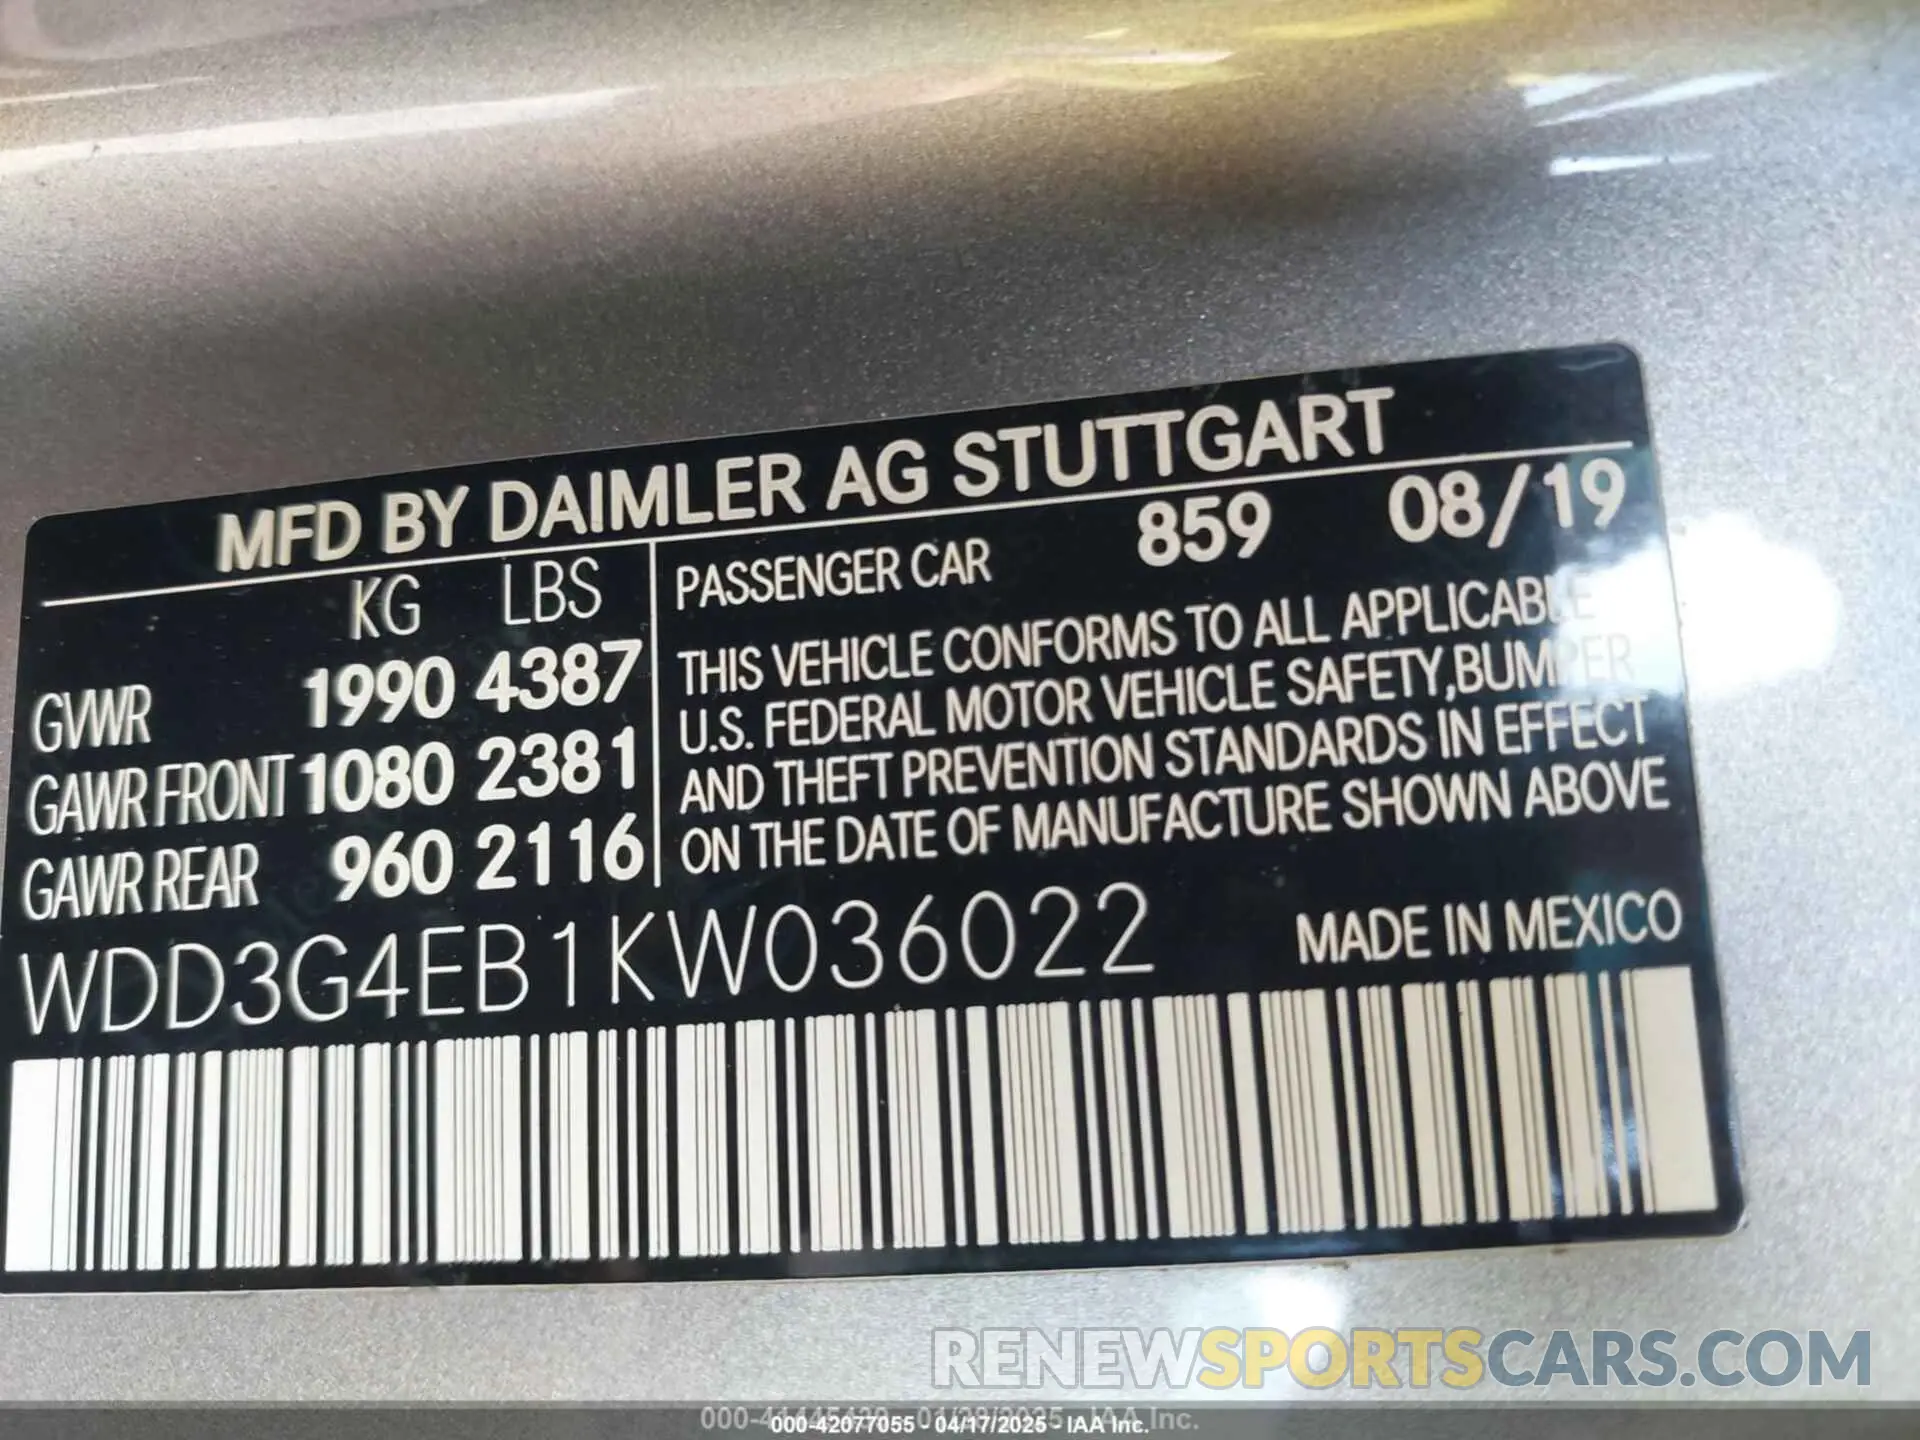 MFD BY DAIMLER AG STUTTGART
KG LBS
GVWR 1990 4387
GAWR FRONT 1080 2381
GAWR REAR 960 2116
PASSENGER CAR 859 08/19
THIS VEHICLE CONFORMS TO ALL APPLICABLE
U.S. FEDERAL MOTOR VEHICLE SAFETY,BUMPER
AND THEFT PREVENTION STANDARDS IN EFFECT
ON THE DATE OF MANUFACTURE SHOWN ABOVE
WDD3G4EB1KW036022 MADE IN MEXICO
RENEWSPORTSCARS.COM
000-42077055 - 04/17/2025 - IAA Inc.